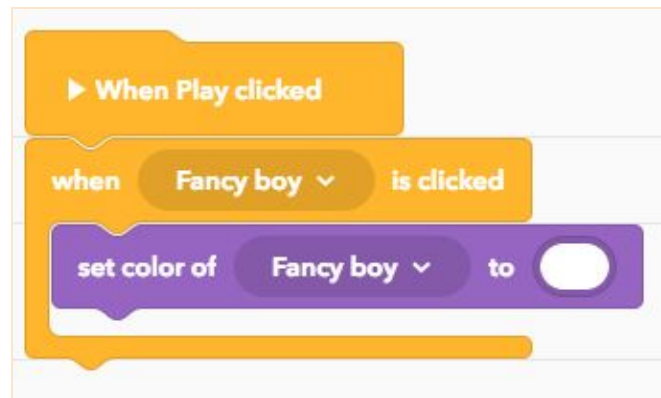 When Play clicked
when Fancy boy is clicked
set color of Fancy boy to